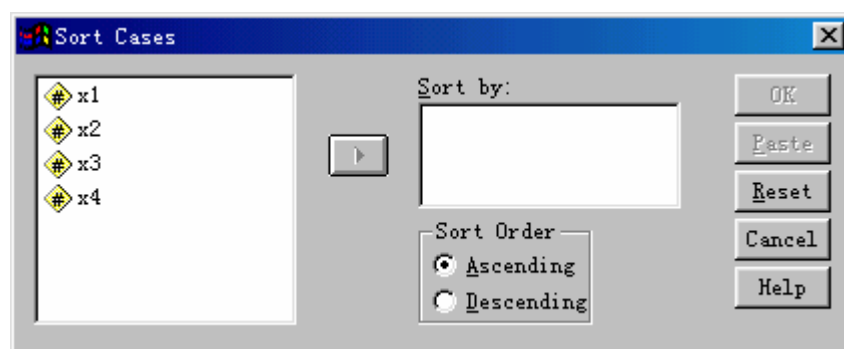 Sort Cases
x1
x2
x3
x4
Sort by:
Sort Order
Ascending
Descending
OK
Paste
Reset
Cancel
Help